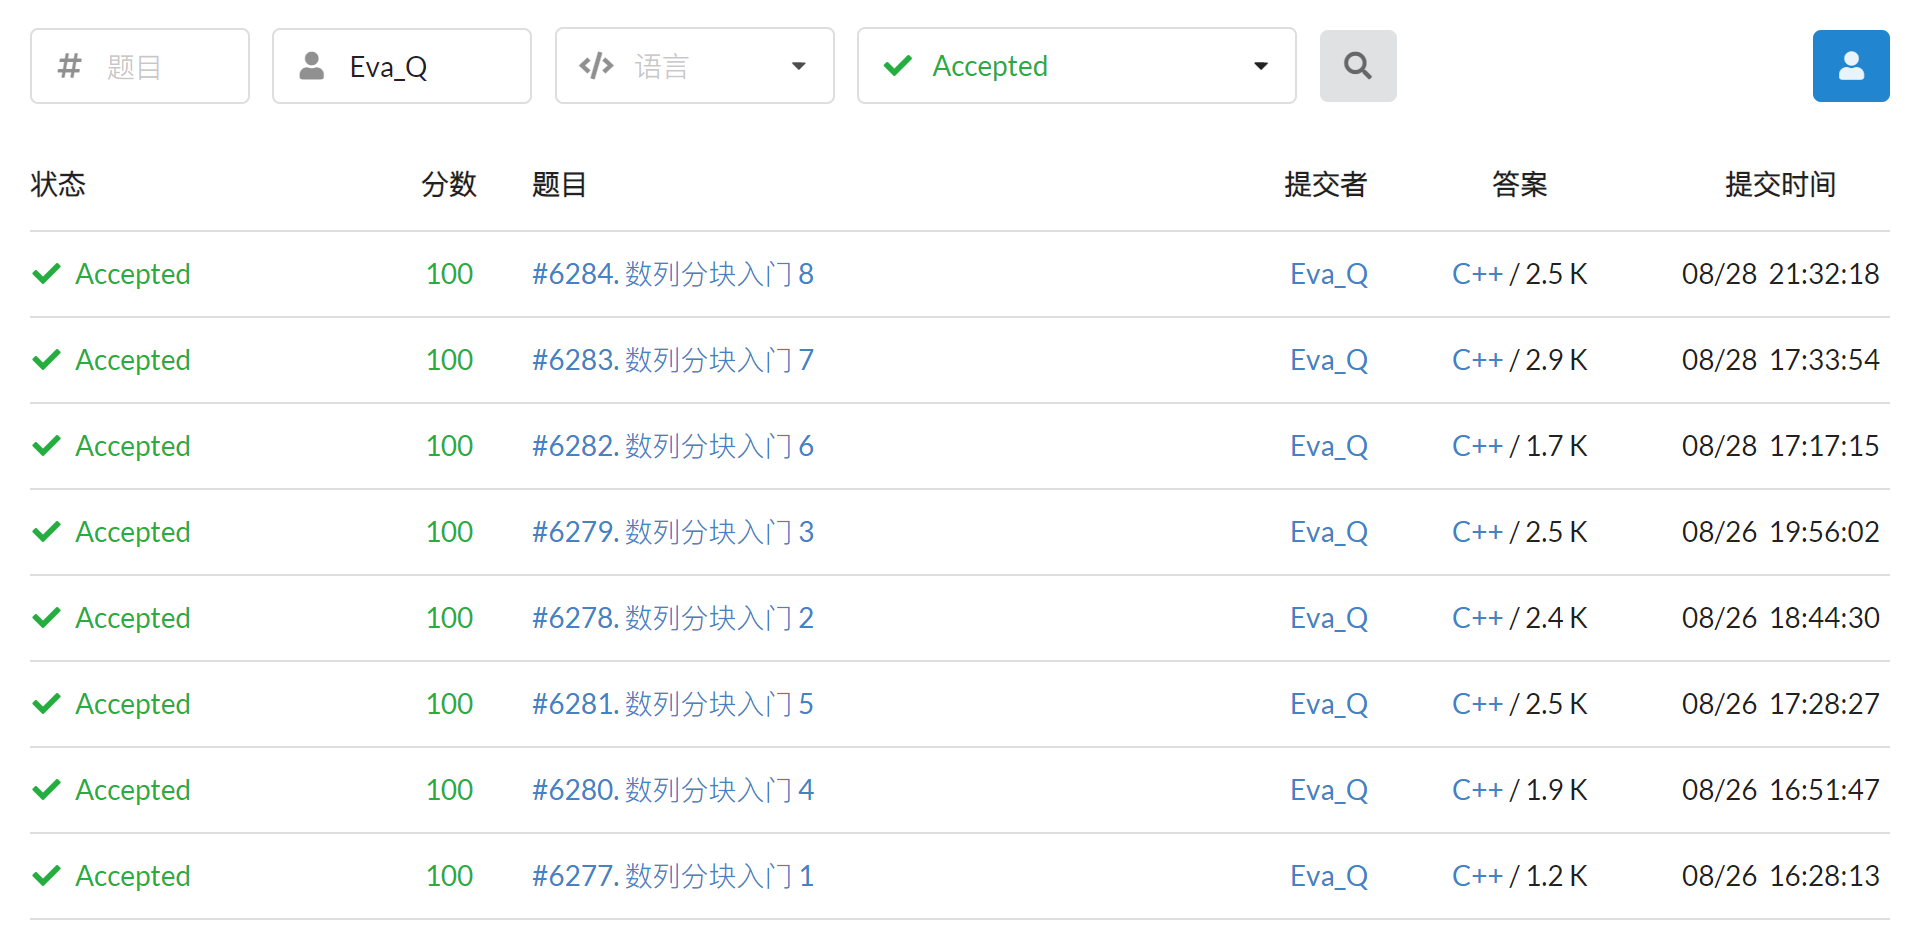 # 题目 Eva_Q </> 语言 Accepted
状态 分数 题目 提交者 答案 提交时间
Accepted 100 #6284. 数列分块入门 8 Eva_Q C++ / 2.5 K 08/28 21:32:18
Accepted 100 #6283. 数列分块入门 7 Eva_Q C++ / 2.9 K 08/28 17:33:54
Accepted 100 #6282. 数列分块入门 6 Eva_Q C++ / 1.7 K 08/28 17:17:15
Accepted 100 #6279. 数列分块入门 3 Eva_Q C++ / 2.5 K 08/26 19:56:02
Accepted 100 #6278. 数列分块入门 2 Eva_Q C++ / 2.4 K 08/26 18:44:30
Accepted 100 #6281. 数列分块入门 5 Eva_Q C++ / 2.5 K 08/26 17:28:27
Accepted 100 #6280. 数列分块入门 4 Eva_Q C++ / 1.9 K 08/26 16:51:47
Accepted 100 #6277. 数列分块入门 1 Eva_Q C++ / 1.2 K 08/26 16:28:13